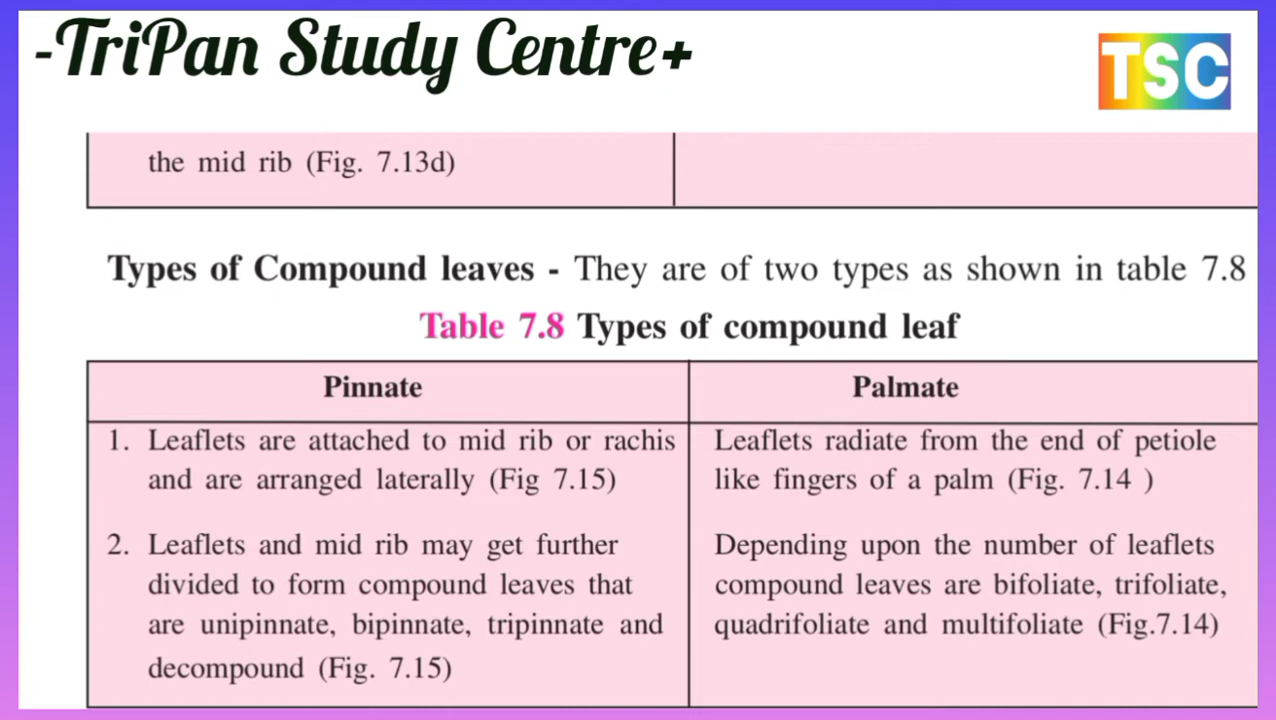 -TriPan Study Centre+
TSC
the mid rib (Fig. 7.13d)
Types of Compound leaves - They are of two types as shown in table 7.8
Table 7.8 Types of compound leaf
Pinnate
Palmate
1. Leaflets are attached to mid rib or rachis
and are arranged laterally (Fig 7.15)
Leaflets radiate from the end of petiole
like fingers of a palm (Fig. 7.14 )
2. Leaflets and mid rib may get further
divided to form compound leaves that
are unipinnate, bipinnate, tripinnate and
decompound (Fig. 7.15)
Depending upon the number of leaflets
compound leaves are bifoliate, trifoliate,
quadrifoliate and multifoliate (Fig.7.14)